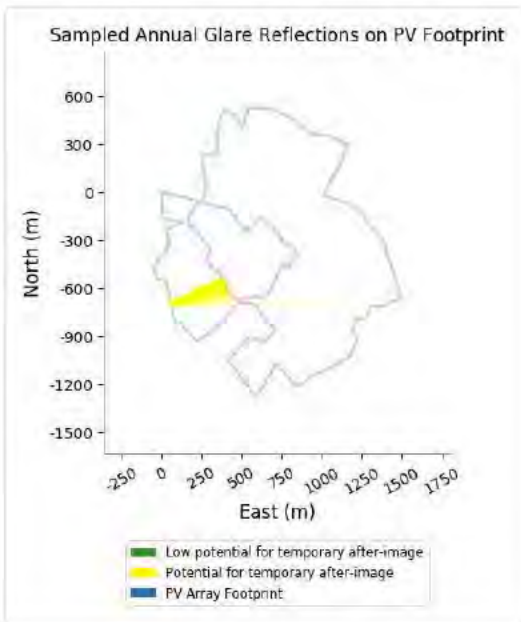 Sampled Annual Glare Reflections on PV Footprint
600
300
0
-300
-600
-900
-1200
-1500
North (m)
-250 0 250 500 750 1000 1250 1500 1750
East (m)
Low potential for temporary after-image
Potential for temporary after-image
PV Array Footprint